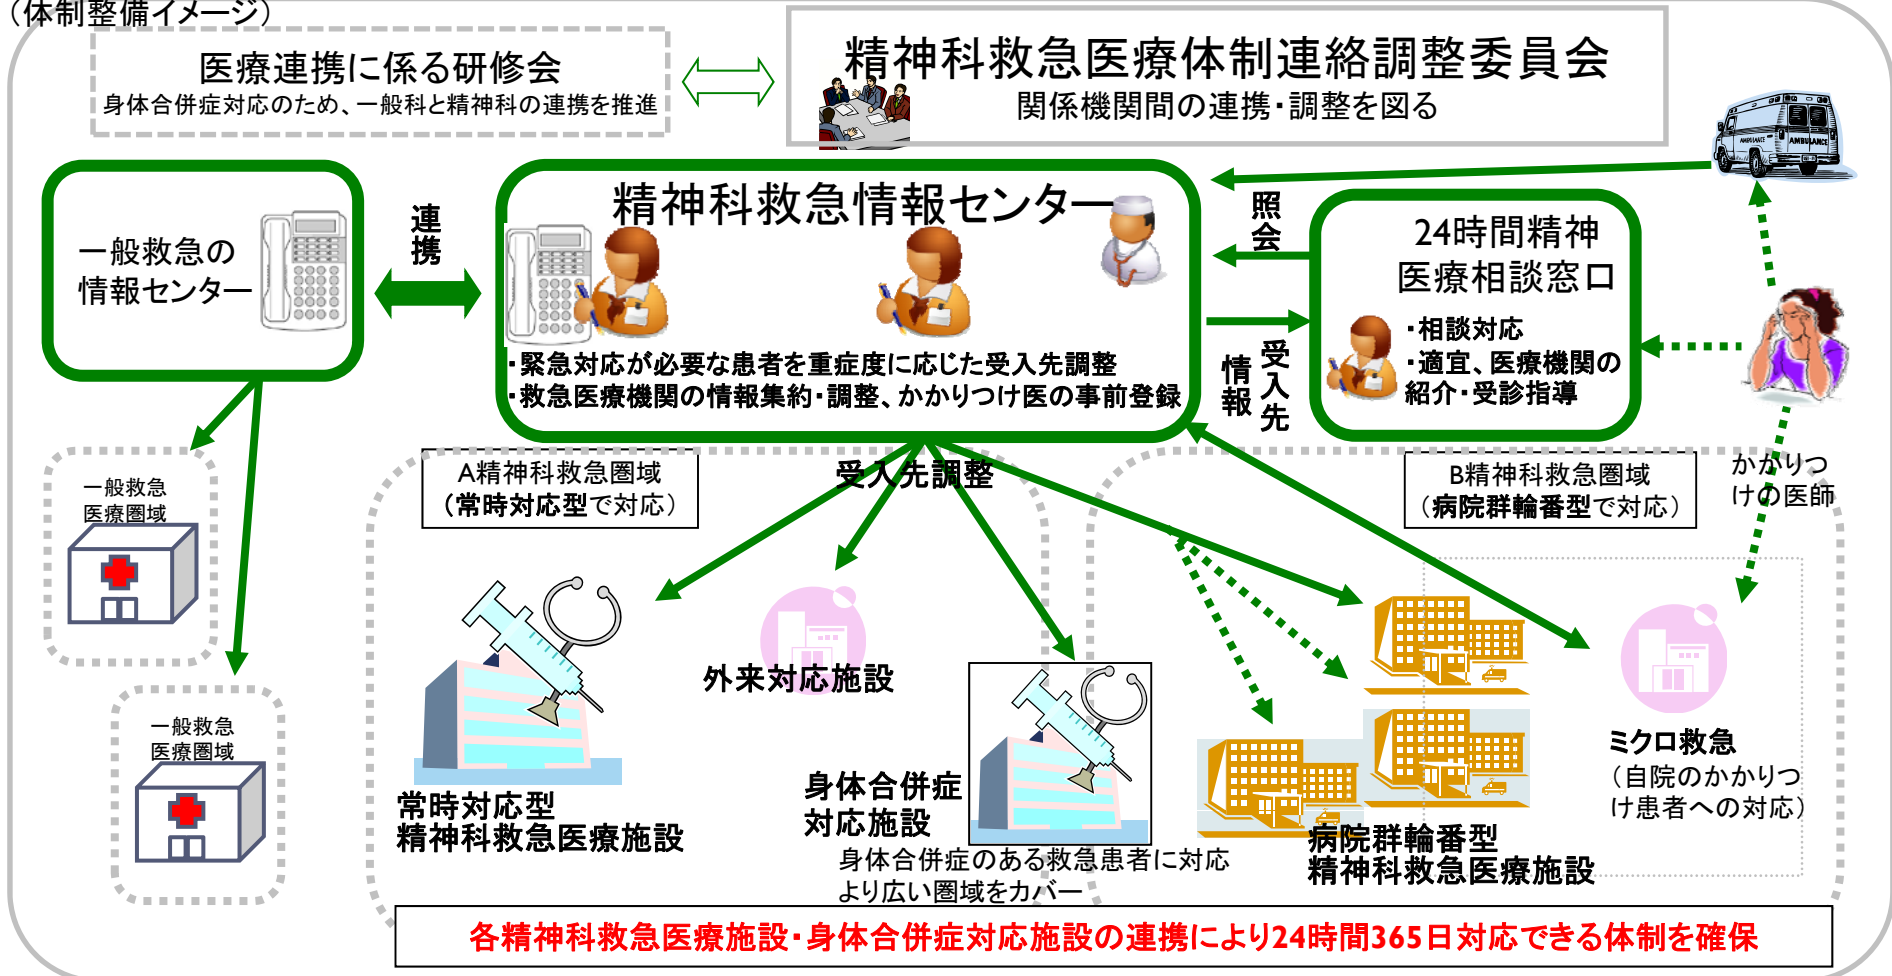 （体制整備イメージ）
医療連携に係る研修会
身体合併症対応のため、一般科と精神科の連携を推進
精神科救急医療体制連絡調整委員会
関係機関間の連携・調整を図る
AMBULANCE
AMBULANCE
一般救急の
情報センター
連携
精神科救急情報センター
・緊急対応が必要な患者を重症度に応じた受入先調整
・救急医療機関の情報集約・調整、かかりつけ医の事前登録
照会
受入先
情報
24時間精神
医療相談窓口
・相談対応
・適宜、医療機関の
紹介・受診指導
一般救急
医療圏域
一般救急
医療圏域
A精神科救急圏域
（常時対応型で対応）
受入先調整
B精神科救急圏域
（病院群輪番型で対応）
かかりつ
けの医師
外来対応施設
常時対応型
精神科救急医療施設
身体合併症
対応施設
身体合併症のある救急患者に対応
より広い圏域をカバー
病院群輪番型
精神科救急医療施設
ミクロ救急
（自院のかかりつ
け患者への対応）
各精神科救急医療施設・身体合併症対応施設の連携により24時間365日対応できる体制を確保